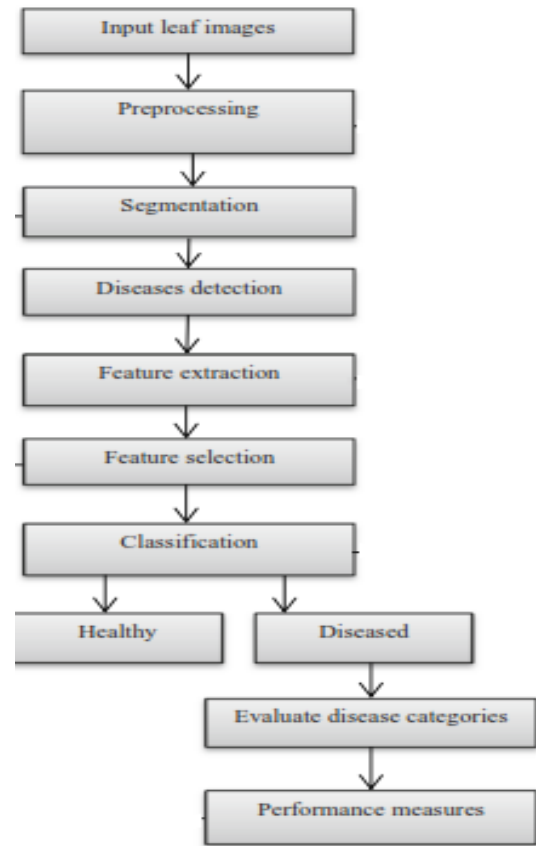 Input leaf images
Preprocessing
Segmentation
Diseases detection
Feature extraction
Feature selection
Classification
Healthy
Diseased
Evaluate disease categories
Performance measures